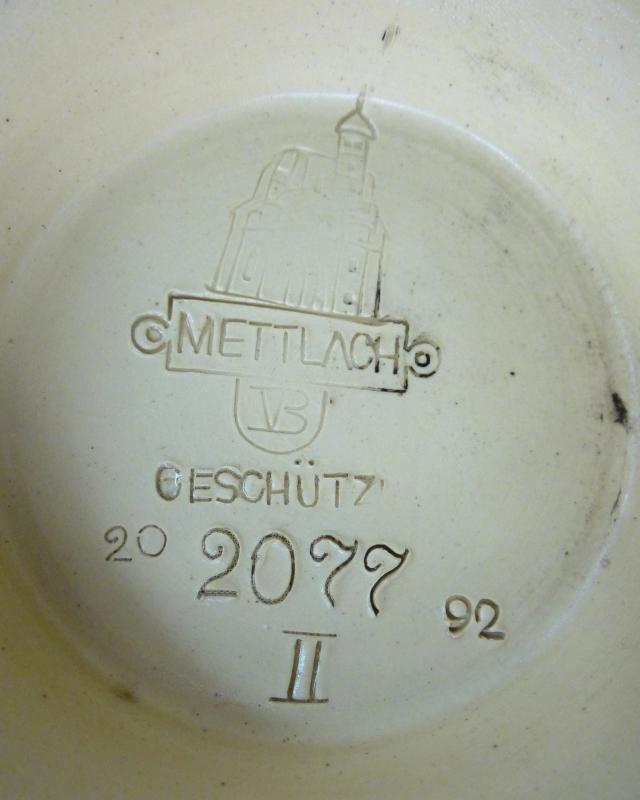 METTLACH
VB
GESCHÜTZT
20 2077 92
II